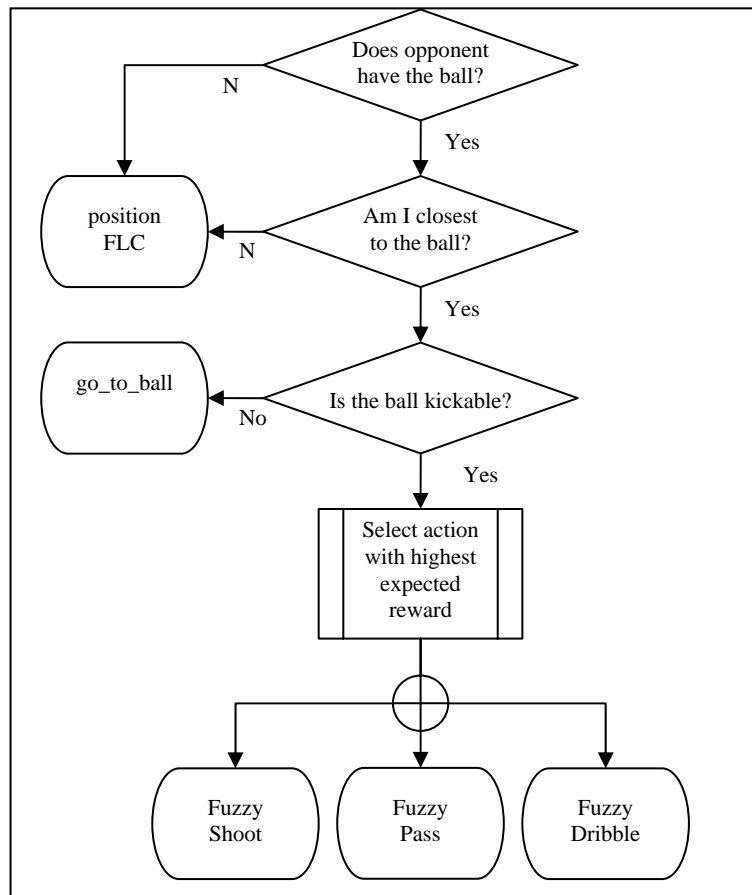 Does opponent
have the ball?
N
Yes
position
FLC
Am I closest
to the ball?
N
Yes
go_to_ball
Is the ball kickable?
No
Yes
Select action
with highest
expected
reward
Fuzzy
Shoot
Fuzzy
Pass
Fuzzy
Dribble